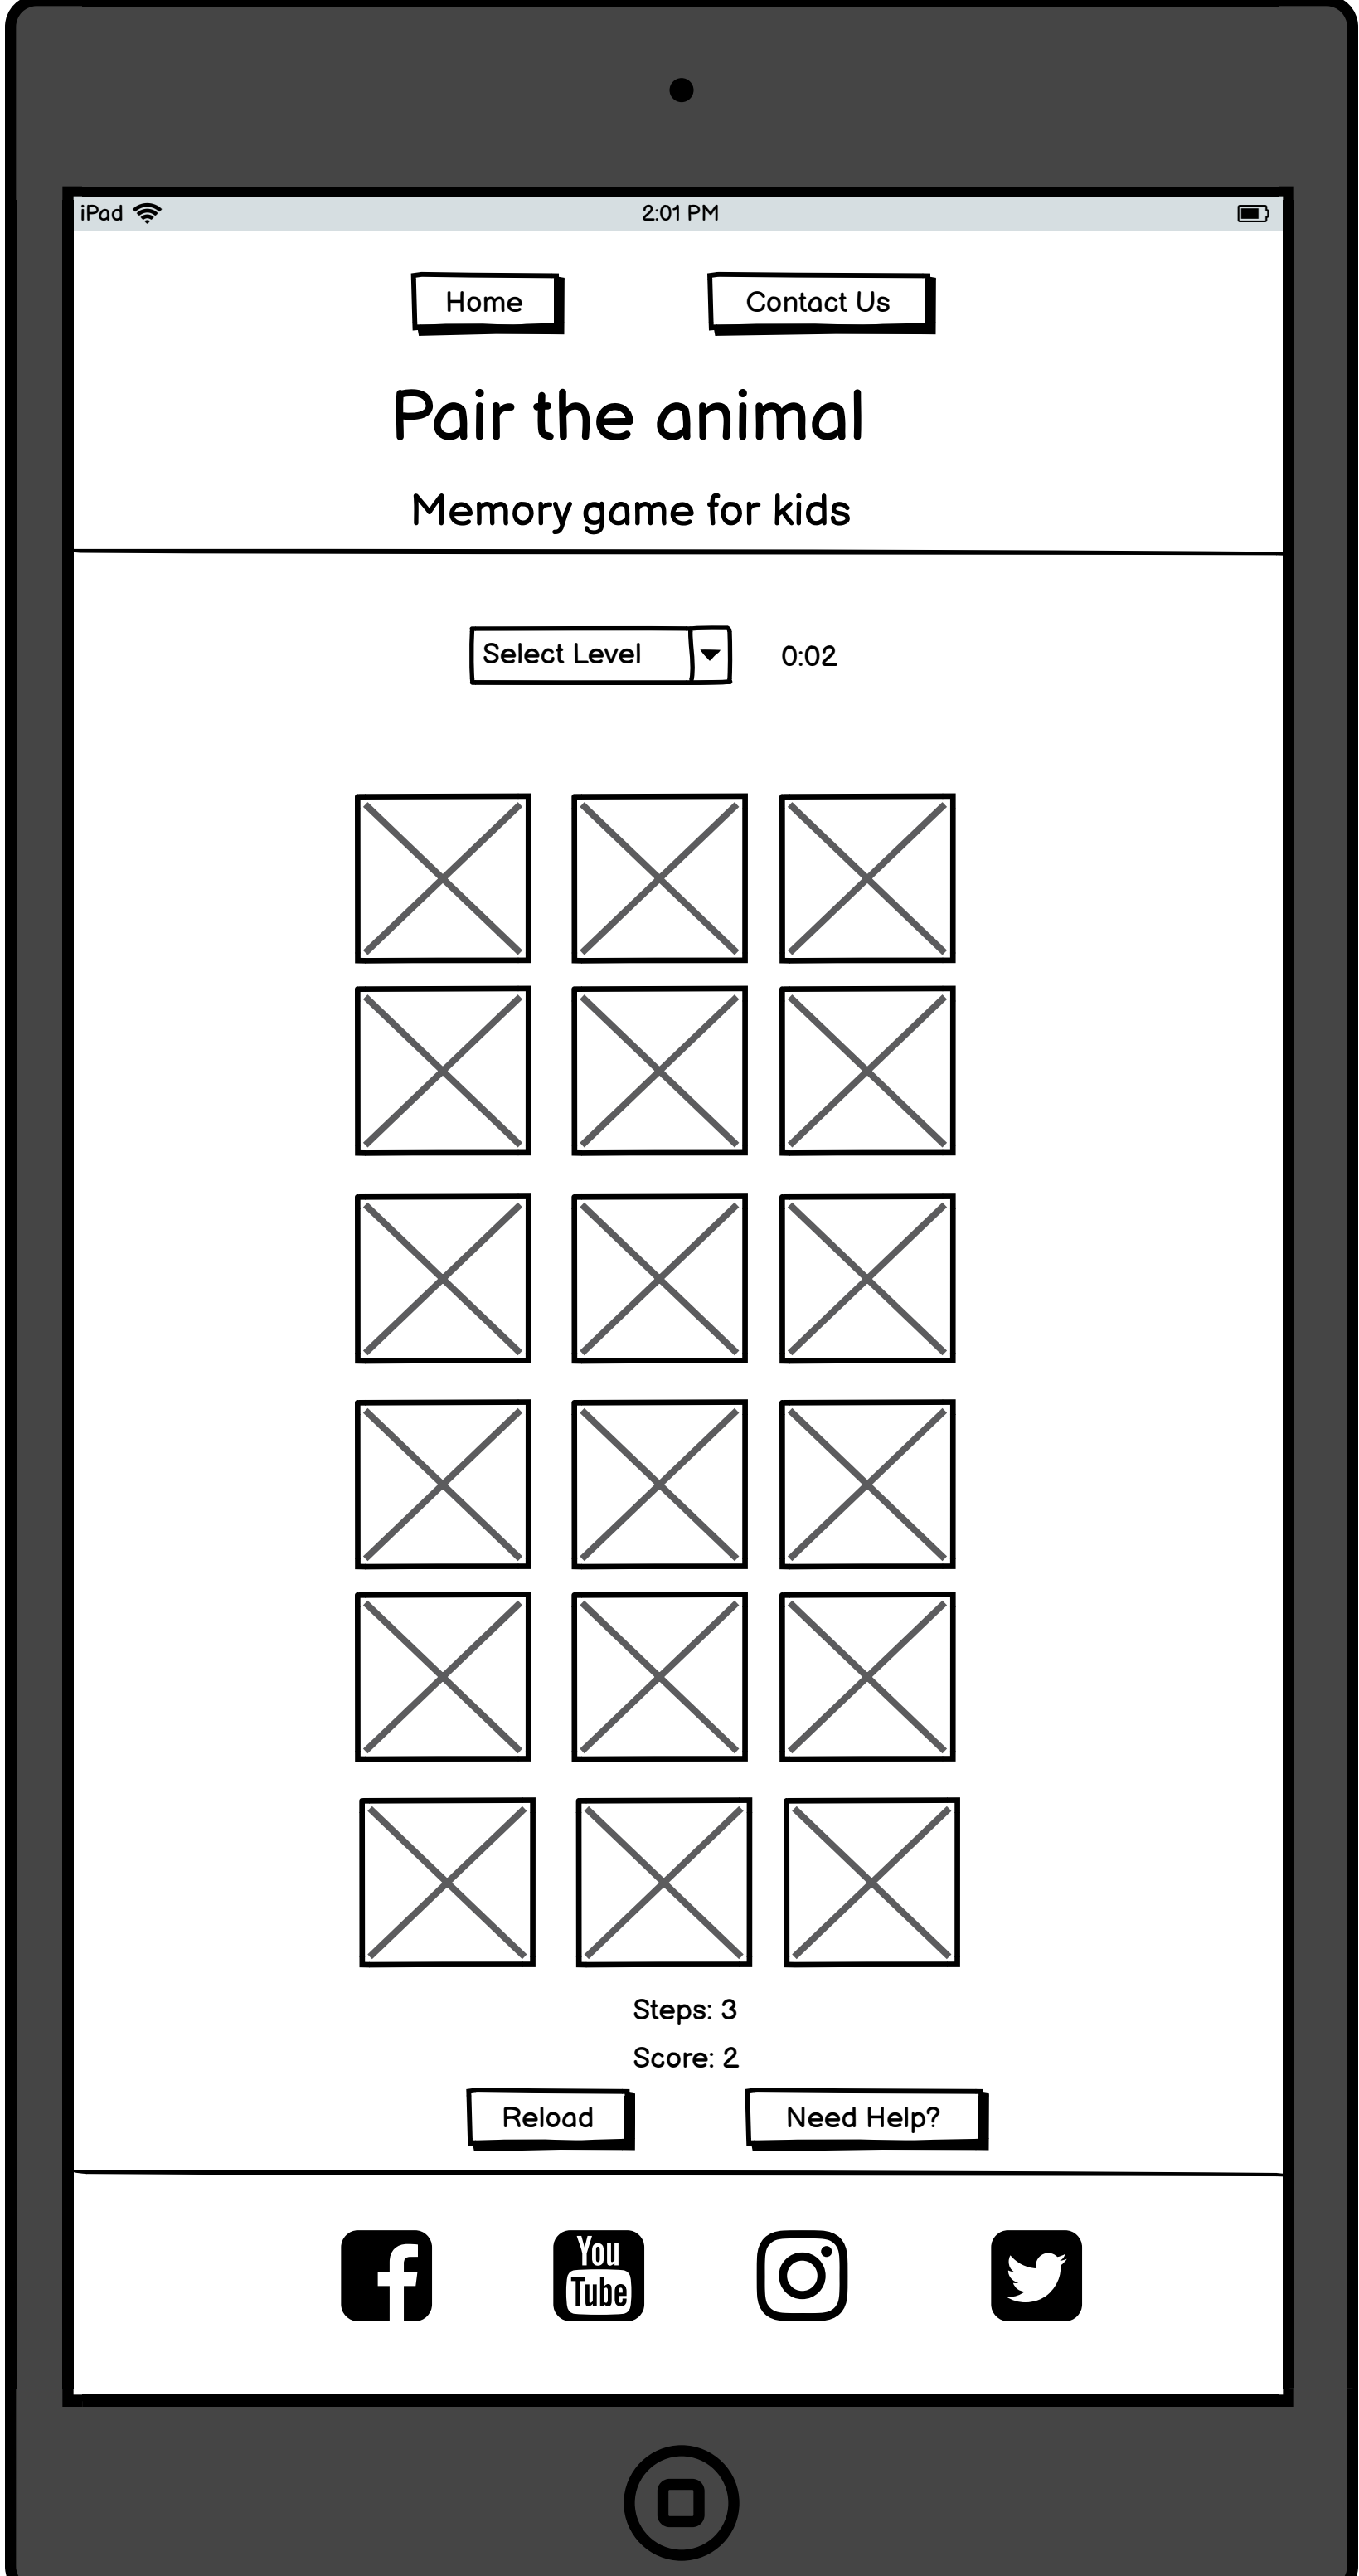 iPad 2:01 PM
Home Contact Us
Pair the animal
Memory game for kids
Select Level 0:02
Steps: 3
Score: 2
Reload Need Help?
You
Tube